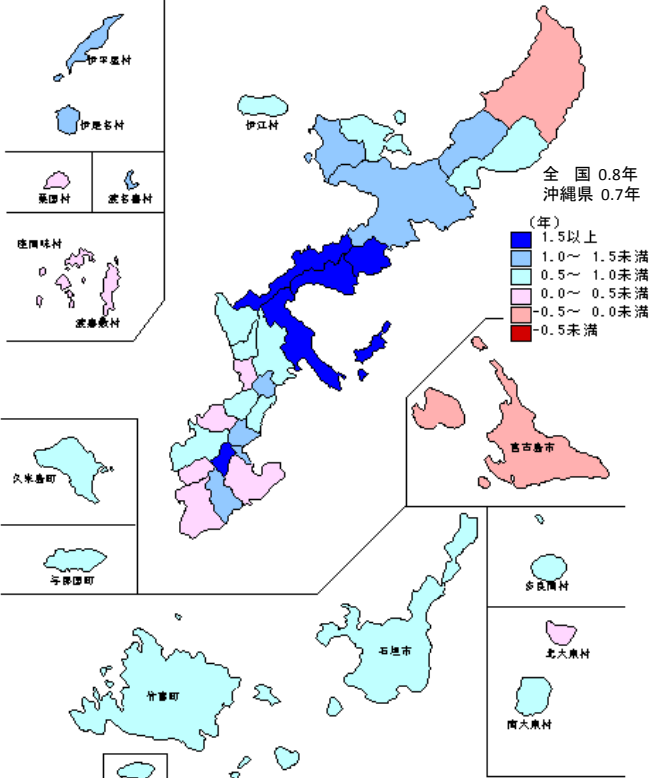 伊平屋村
伊是名村
伊江村
粟国村
渡名喜村
座間味村
渡嘉敷村
全　国 0.8年
沖縄県 0.7年
(年)
1.5以上
1.0～ 1.5未満
0.5～ 1.0未満
0.0～ 0.5未満
-0.5～ 0.0未満
-0.5未満
宮古島市
久米島町
与那国町
多良間村
石垣市
北大東村
竹富町
南大東村